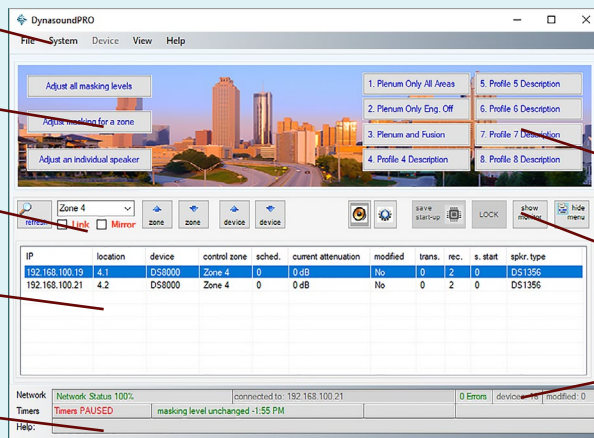 DynasoundPRO
File System Device View Help
Adjust all masking levels
Adjust masking for a zone
Adjust an individual speaker
1. Plenum Only All Areas
5. Profile 5 Description
2. Plenum Only Eng. Off
6. Profile 6 Description
3. Plenum and Fusion
7. Profile 7 Description
4. Profile 4 Description
8. Profile 8 Description
refresh
Zone 4
Link Mirror
zone
zone
device
device
save
start-up
LOCK
show
monitor
hide
menu
IP location device control zone sched. current attenuation modified trans. rec. s. start spkr. type
192.168.100.19 4.1 DS8000 Zone 4 0 0 dB No 0 2 0 DS1356
192.168.100.21 4.2 DS8000 Zone 4 0 0 dB No 0 2 0 DS1356
Network Network Status 100% connected to: 192.168.100.21 0 Errors devices: 16 modified: 0
Timers Timers PAUSED masking level unchanged -1:55 PM
Help: